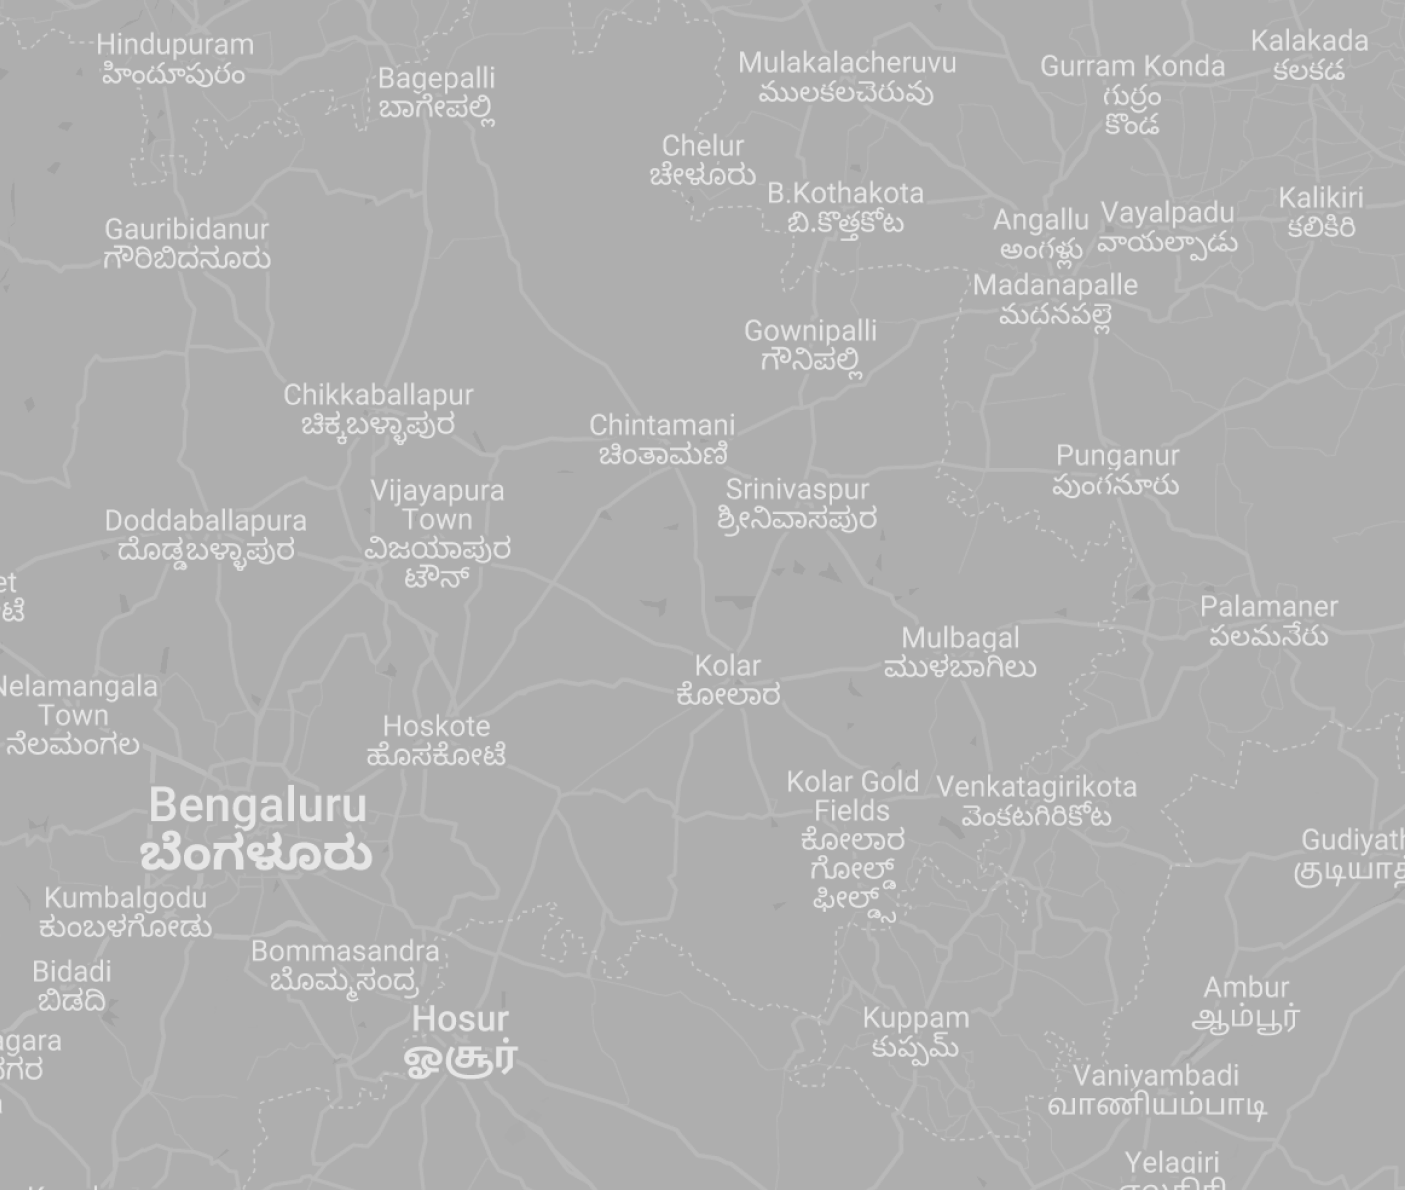 Hindupuram
హిందూపురం
Bagepalli
ಬಾಗೇಪಲ್ಲಿ
Mulakalacheruvu
ములకలచెరువు
Gurram Konda
గుర్రం
కొండ
Kalakada
కలకడ
Chelur
ಚೇಳೂರು
B.Kothakota
బి.కొత్తకోట
Angallu
అంగళ్లు
Vayalpadu
వాయల్పాడు
Kalikiri
కలికిరి
Gauribidanur
ಗೌರಿಬಿದನೂರು
Madanapalle
మదనపల్లె
Gownipalli
ಗೌನಿಪಲ್ಲಿ
Chikkaballapur
ಚಿಕ್ಕಬಳ್ಳಾಪುರ
Chintamani
ಚಿಂತಾಮಣಿ
Punganur
పుంగనూరు
Vijayapura
Town
ವಿಜಯಾಪುರ
ಟೌನ್
Srinivaspur
ಶ್ರೀನಿವಾಸಪುರ
Doddaballapura
ದೊಡ್ಡಬಳ್ಳಾಪುರ
et
ಟೆ
Palamaner
పలమనేరు
Mulbagal
ಮುಳಬಾಗಿಲು
Kolar
ಕೋಲಾರ
Nelamangala
Town
ನೆಲಮಂಗಲ
Hoskote
ಹೊಸಕೋಟೆ
Kolar Gold
Fields
ಕೋಲಾರ
ಗೋಲ್ಡ್
ಫೀಲ್ಡ್ಸ್
Venkatagirikota
వెంకటగిరికోట
Bengaluru
ಬೆಂಗಳೂರು
Gudiyath
குடியாத்
Kumbalgodu
ಕುಂಬಳಗೋಡು
Bommasandra
ಬೊಮ್ಮಸಂದ್ರ
Bidadi
ಬಿಡದಿ
Hosur
ஓசூர்
Ambur
ஆம்பூர்
Kuppam
కుప్పమ్
agara
ನಗರ
Vaniyambadi
வாணியம்பாடி
Yelagiri